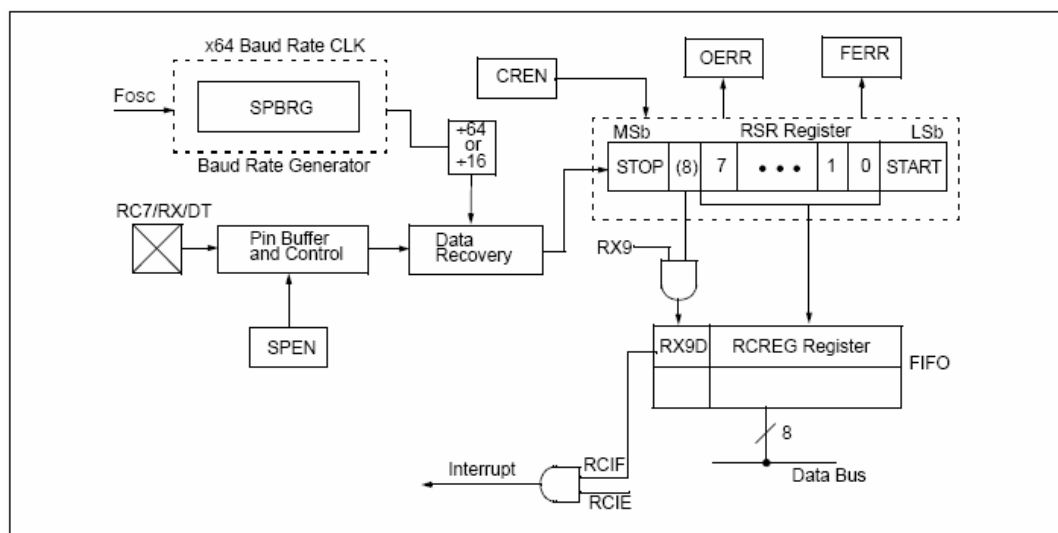 x64 Baud Rate CLK
Fosc
SPBRG
Baud Rate Generator
+64
or
+16
CREN
OERR
FERR
MSb
RSR Register
LSb
STOP
(8)
7
• • •
1
0
START
RC7/RX/DT
Pin Buffer
and Control
Data
Recovery
SPEN
RX9
RX9D
RCREG Register
FIFO
8
Data Bus
Interrupt
RCIF
RCIE